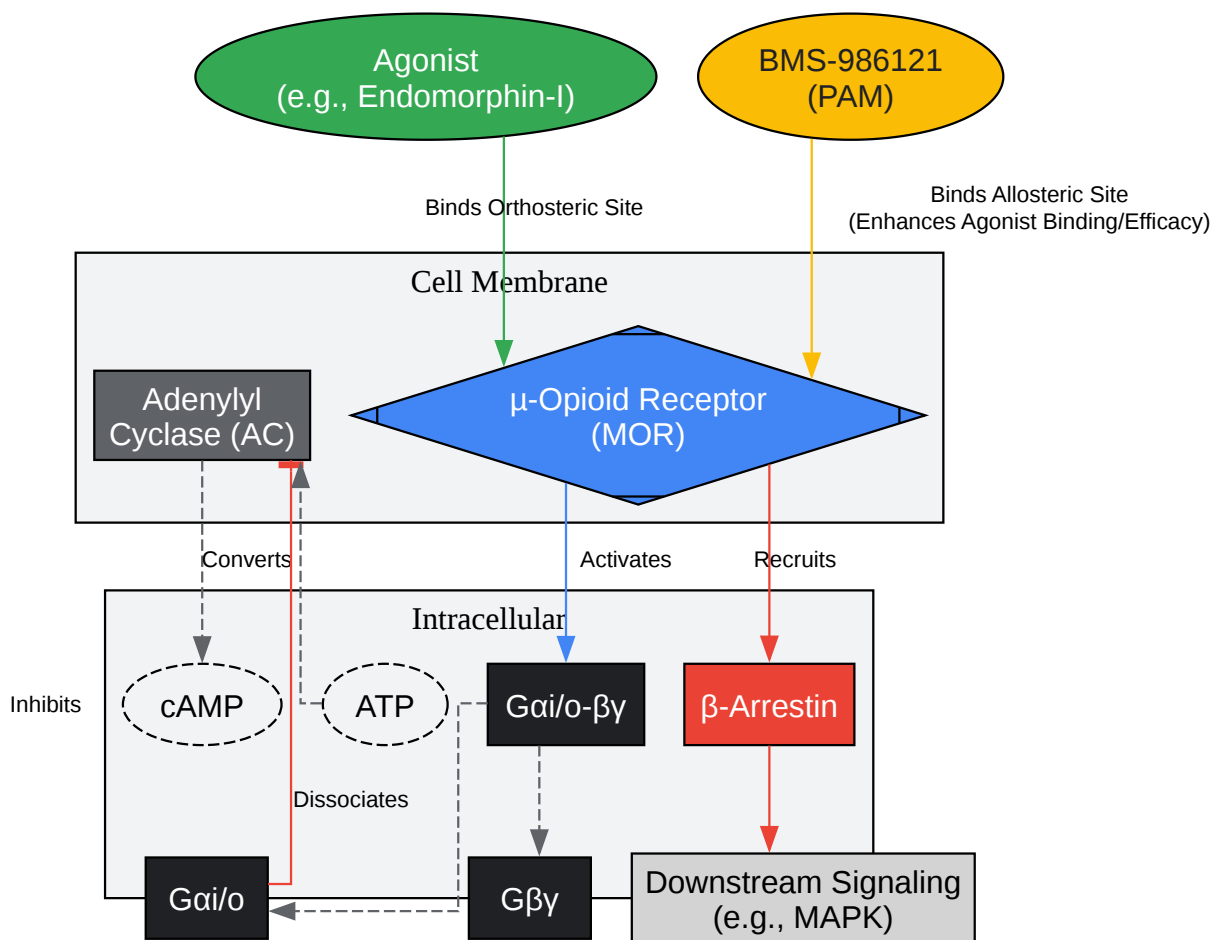 Agonist
(e.g., Endomorphin-I)
BMS-986121
(PAM)
Binds Orthosteric Site
Binds Allosteric Site
(Enhances Agonist Binding/Efficacy)
Cell Membrane
Adenylyl
Cyclase (AC)
µ-Opioid Receptor
(MOR)
Converts
Activates
Recruits
Intracellular
Inhibits
cAMP
ATP
Gαi/o-βγ
β-Arrestin
Dissociates
Gαi/o
Gβγ
Downstream Signaling
(e.g., MAPK)